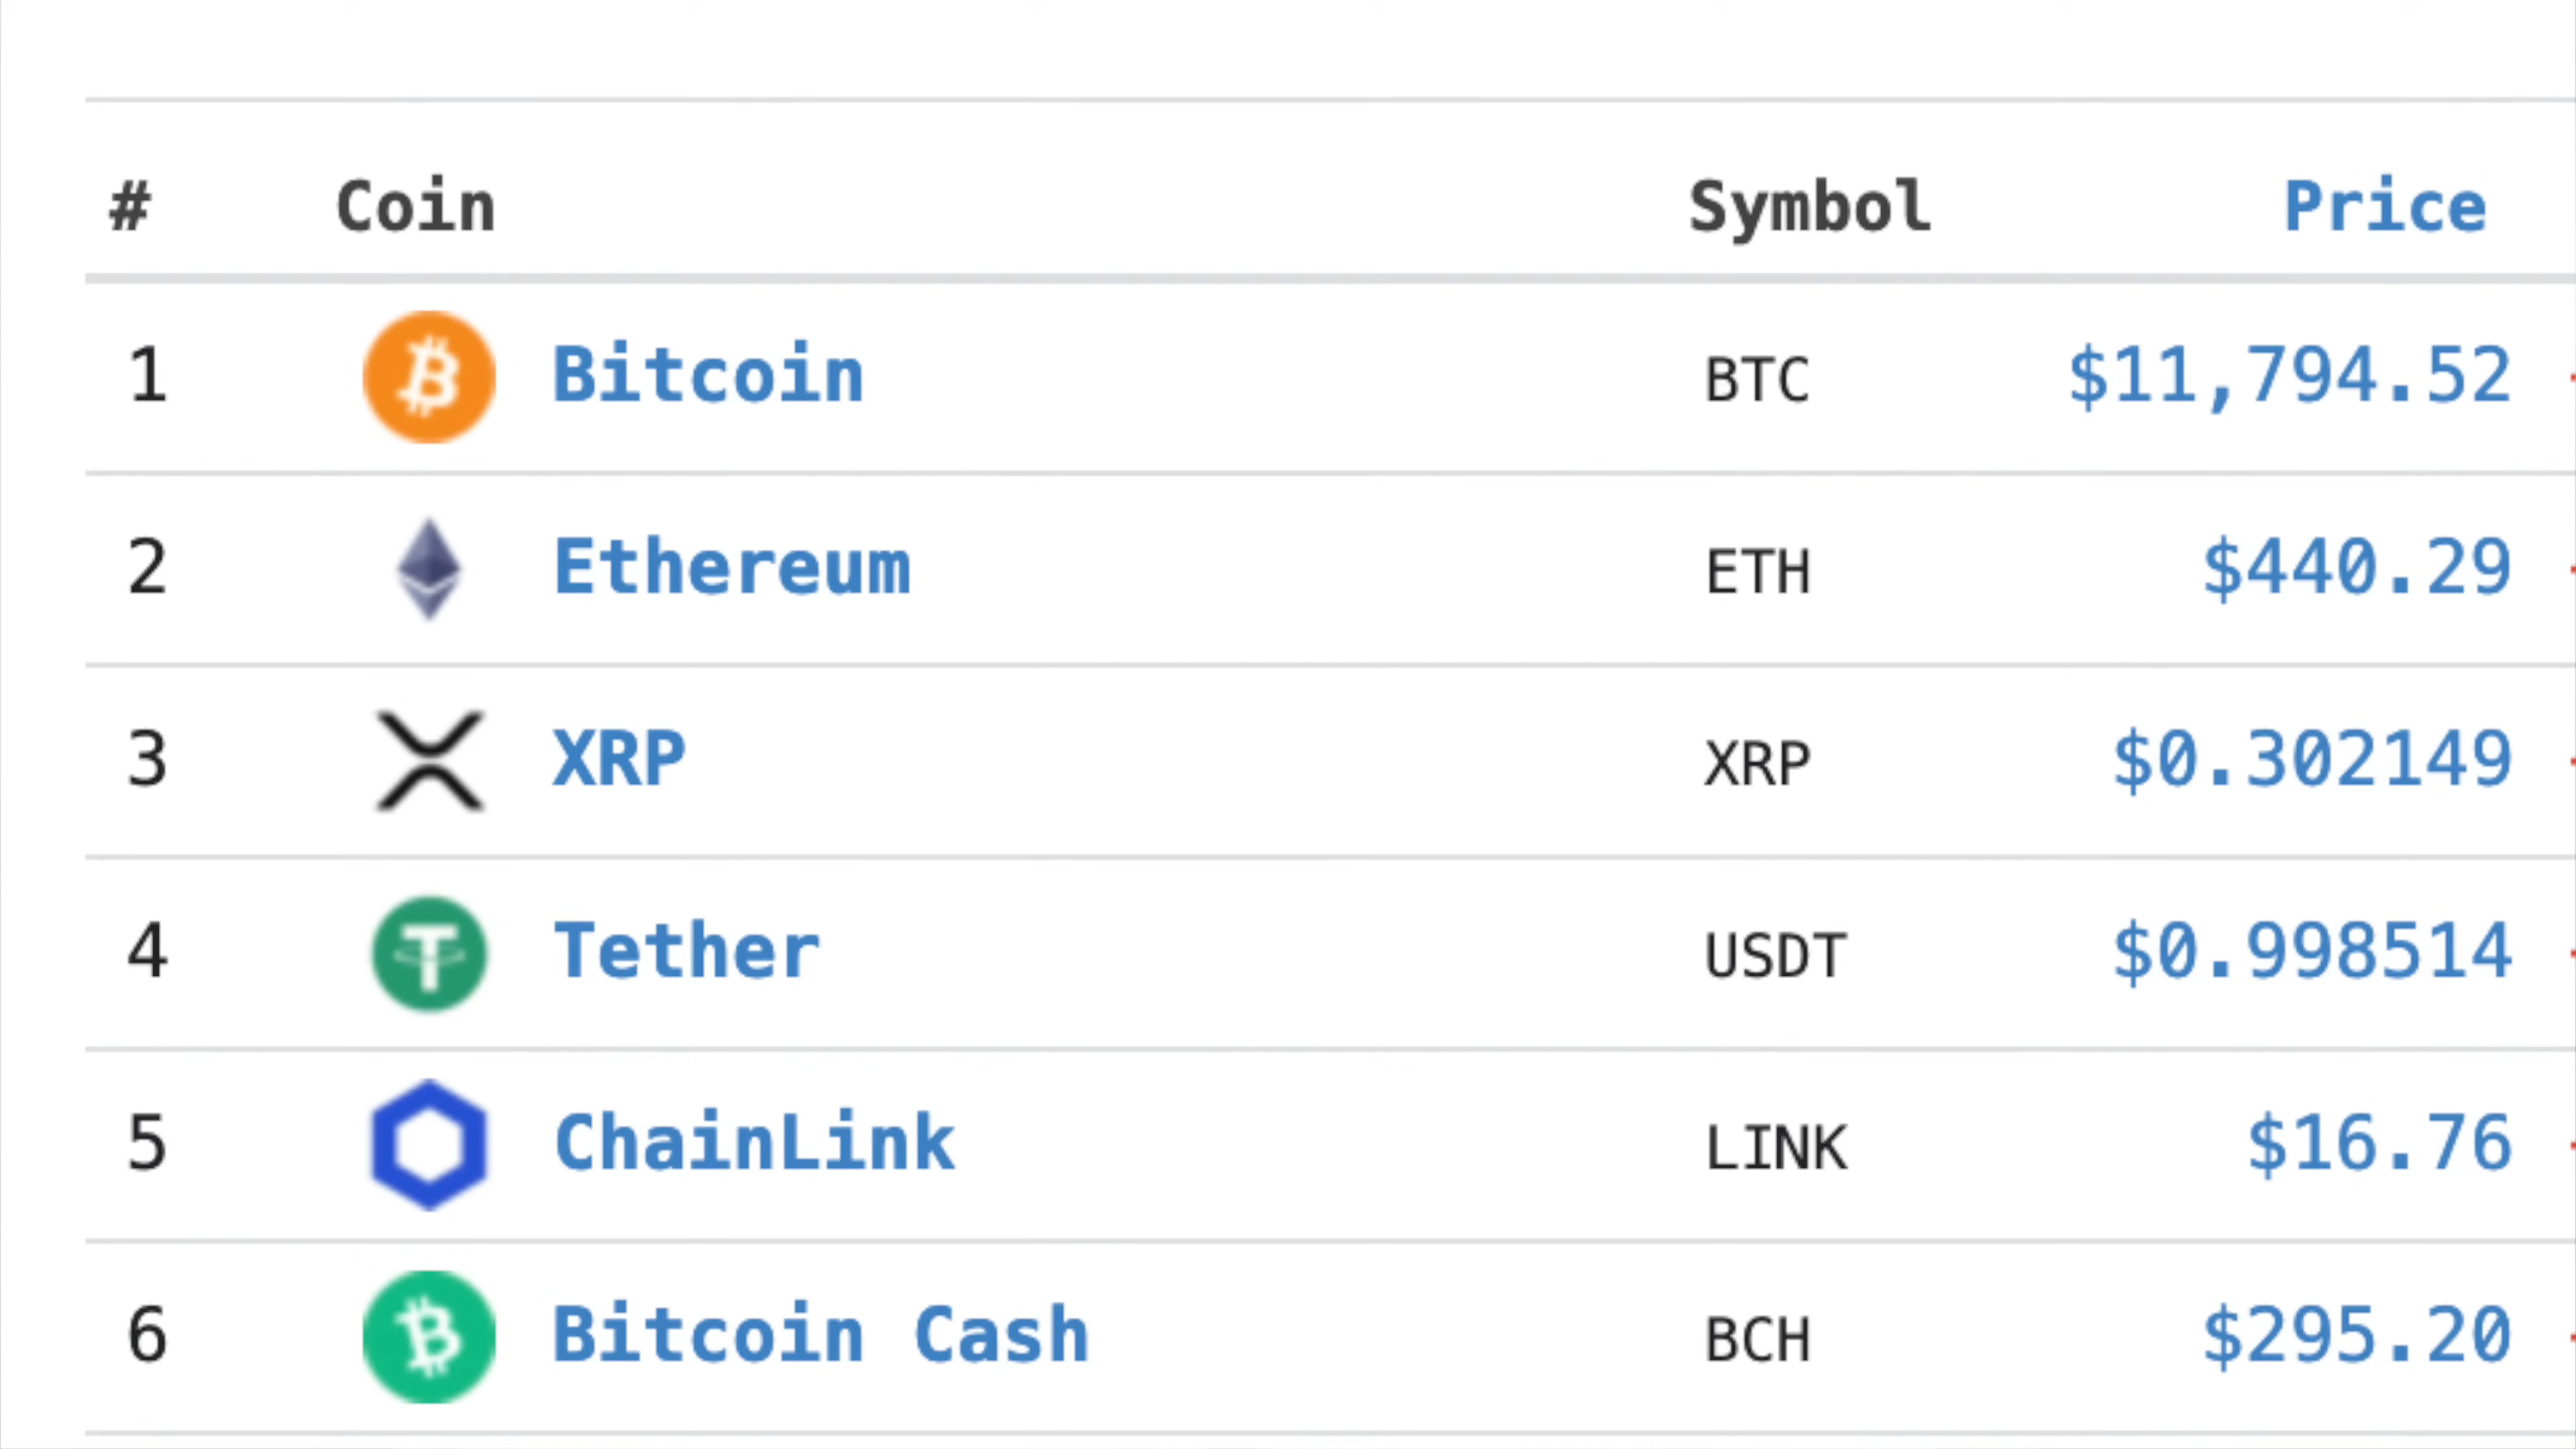 # Coin Symbol Price
1 Bitcoin BTC $11,794.52
2 Ethereum ETH $440.29
3 XRP XRP $0.302149
4 Tether USDT $0.998514
5 ChainLink LINK $16.76
6 Bitcoin Cash BCH $295.20